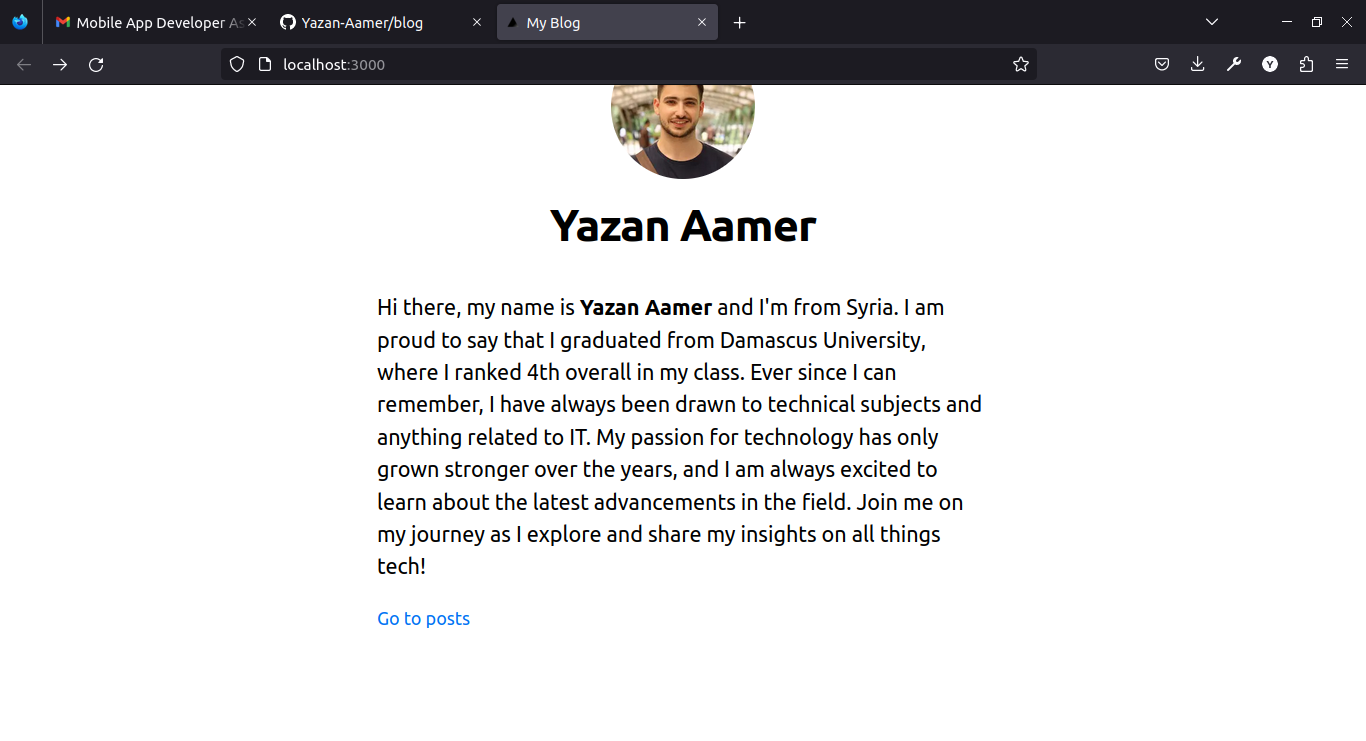 Mobile App Developer As
Yazan-Aamer/blog
My Blog
localhost:3000
Y
Yazan Aamer
Hi there, my name is Yazan Aamer and I'm from Syria. I am
proud to say that I graduated from Damascus University,
where I ranked 4th overall in my class. Ever since I can
remember, I have always been drawn to technical subjects and
anything related to IT. My passion for technology has only
grown stronger over the years, and I am always excited to
learn about the latest advancements in the field. Join me on
my journey as I explore and share my insights on all things
tech!
Go to posts